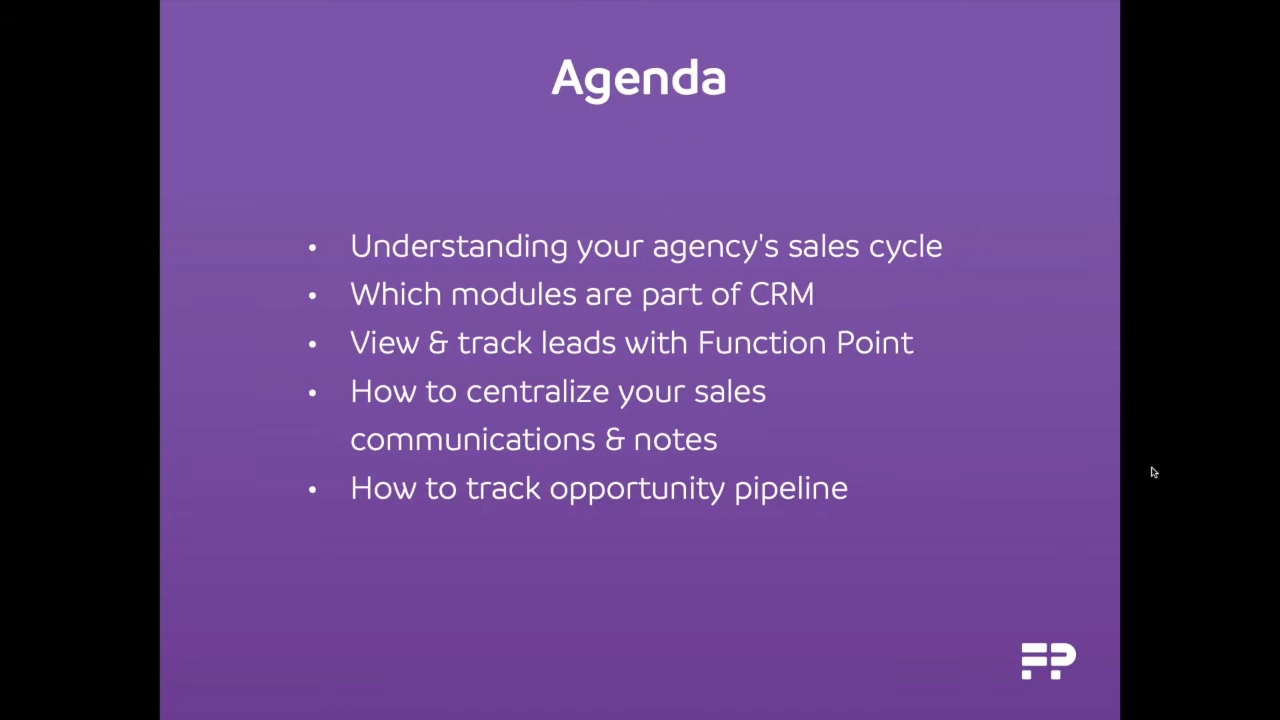 Agenda
• Understanding your agency's sales cycle
• Which modules are part of CRM
• View & track leads with Function Point
• How to centralize your sales
communications & notes
• How to track opportunity pipeline
FP